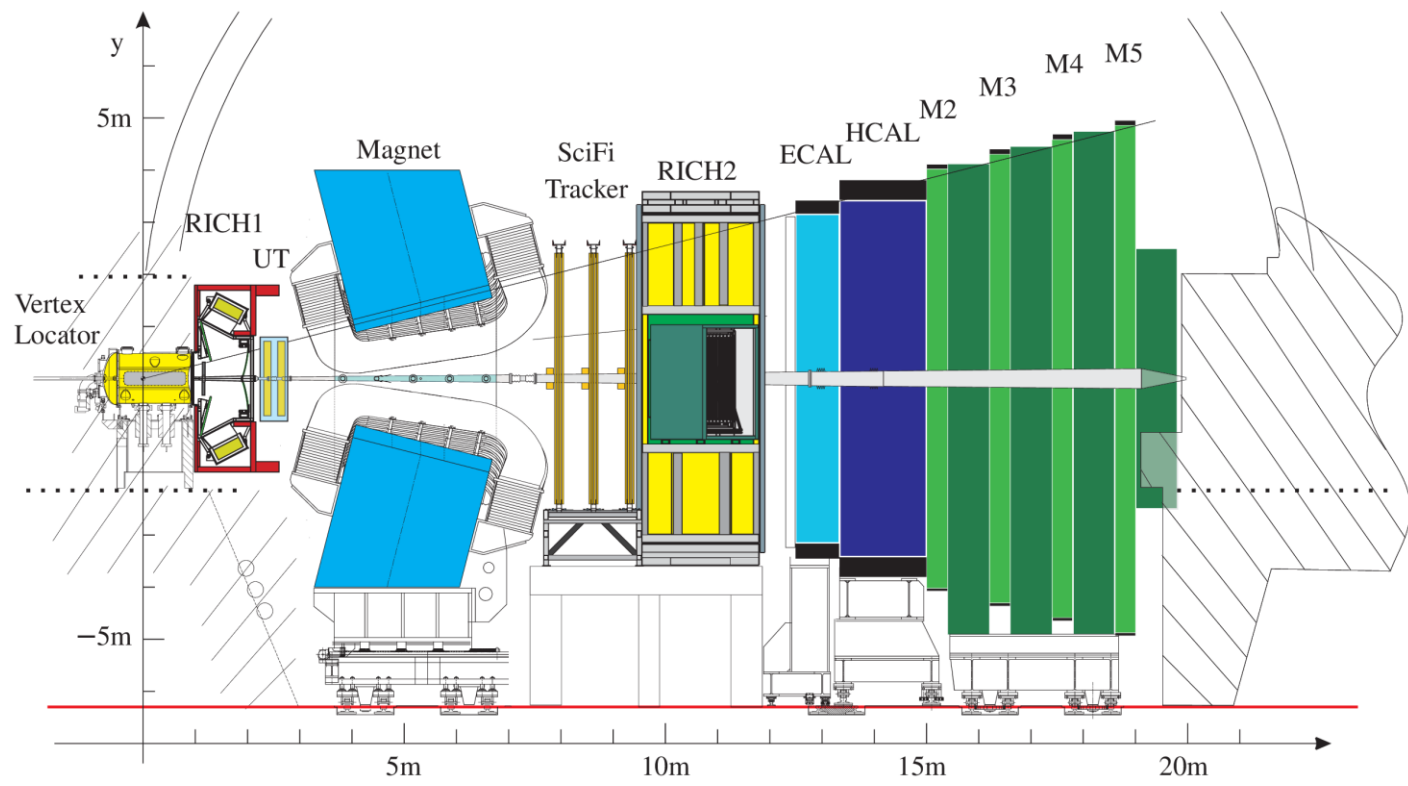 y
5m
Magnet
SciFi
Tracker
RICH2
ECAL
HCAL
M2
M3
M4
M5
RICH1
UT
Vertex
Locator
−5m
5m
10m
15m
20m